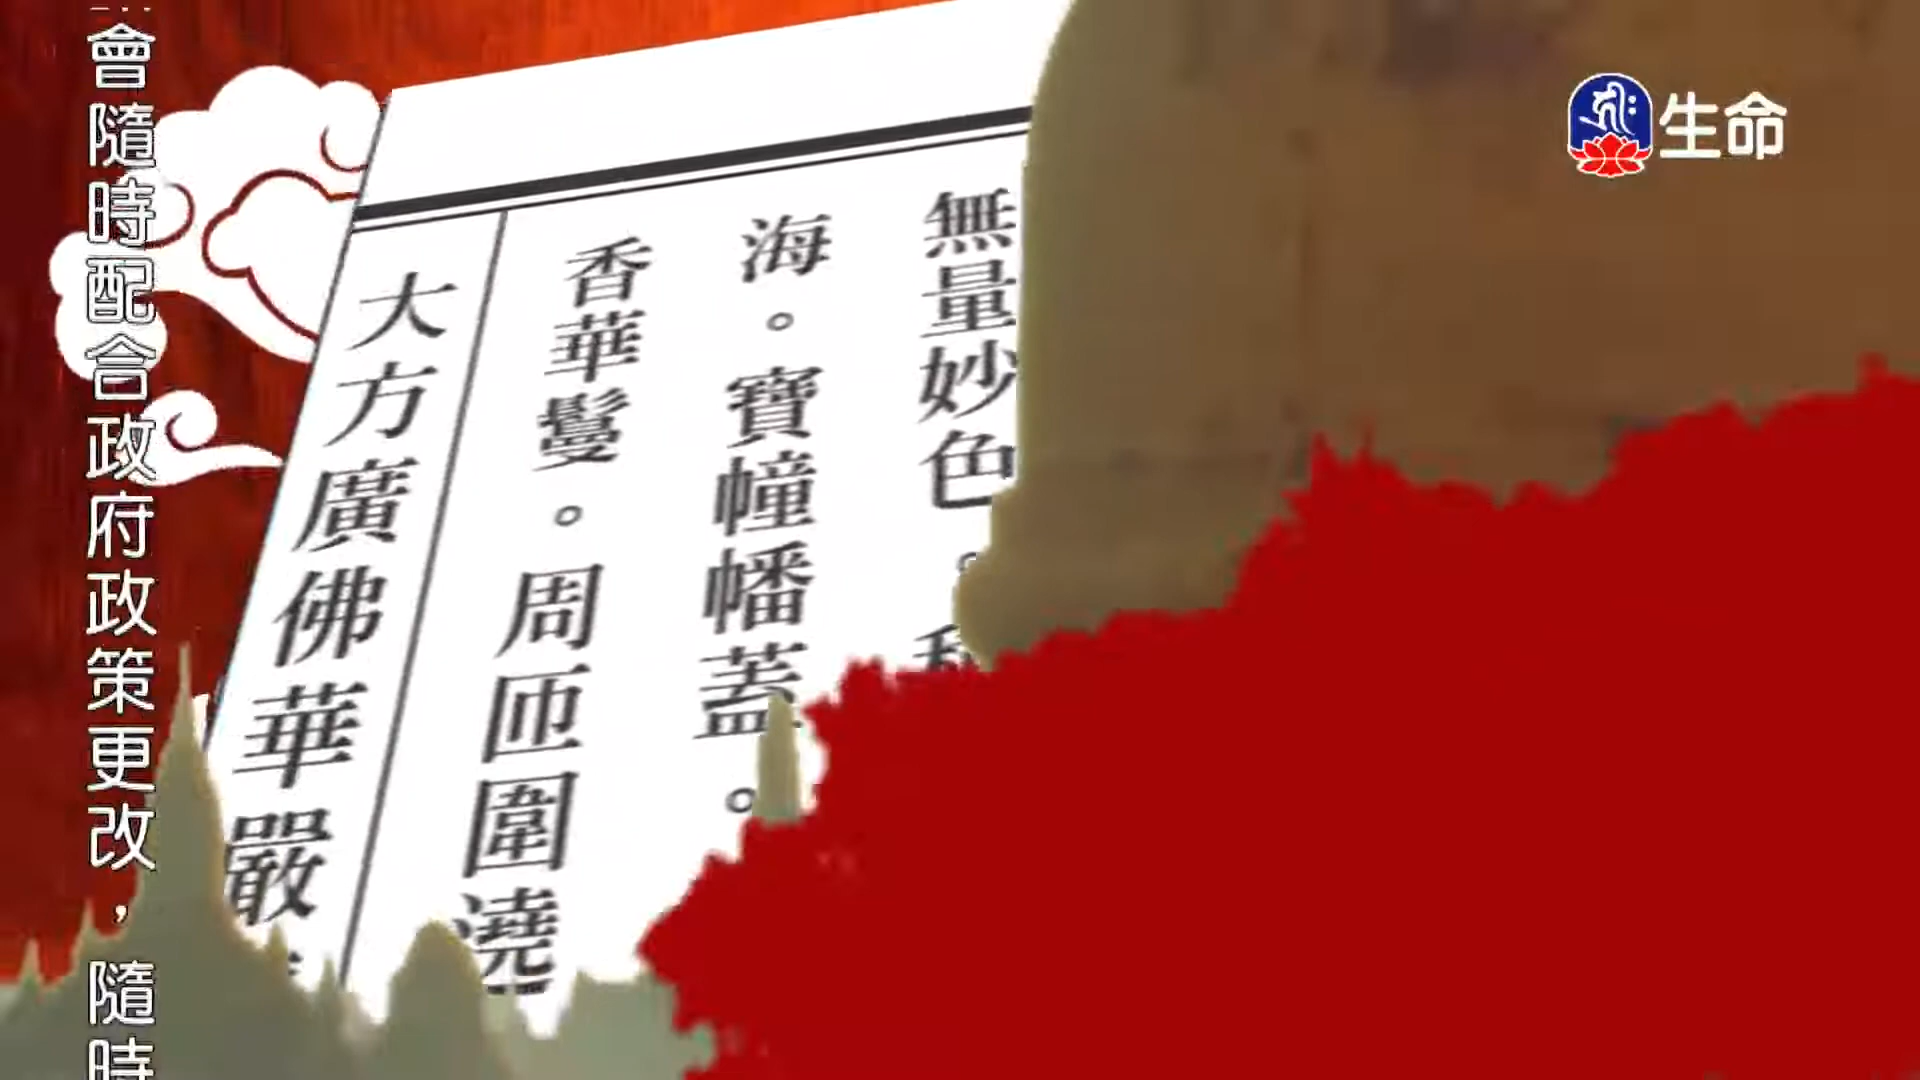 生命
無量妙色。
海。寶幢幡蓋。
香華鬘。周匝圍遶
大方廣佛華嚴
會隨時配合政府政策更改，隨時